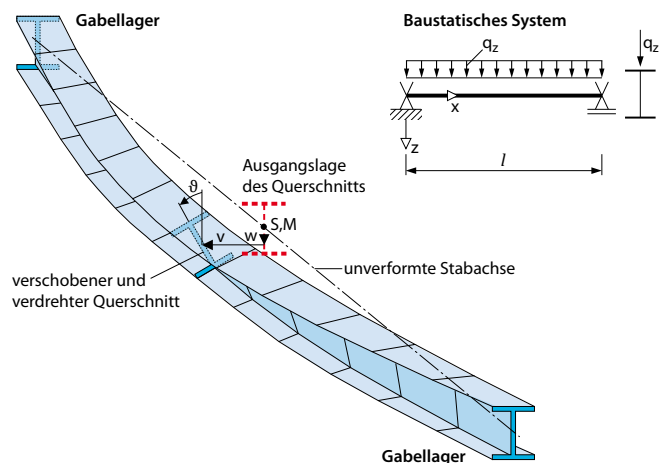 Gabellager
Baustatisches System
q_z
q_z
x
z
l
Ausgangslage
des Querschnitts
ϑ
S,M
v
w
unverformte Stabachse
verschobener und
verdrehter Querschnitt
Gabellager